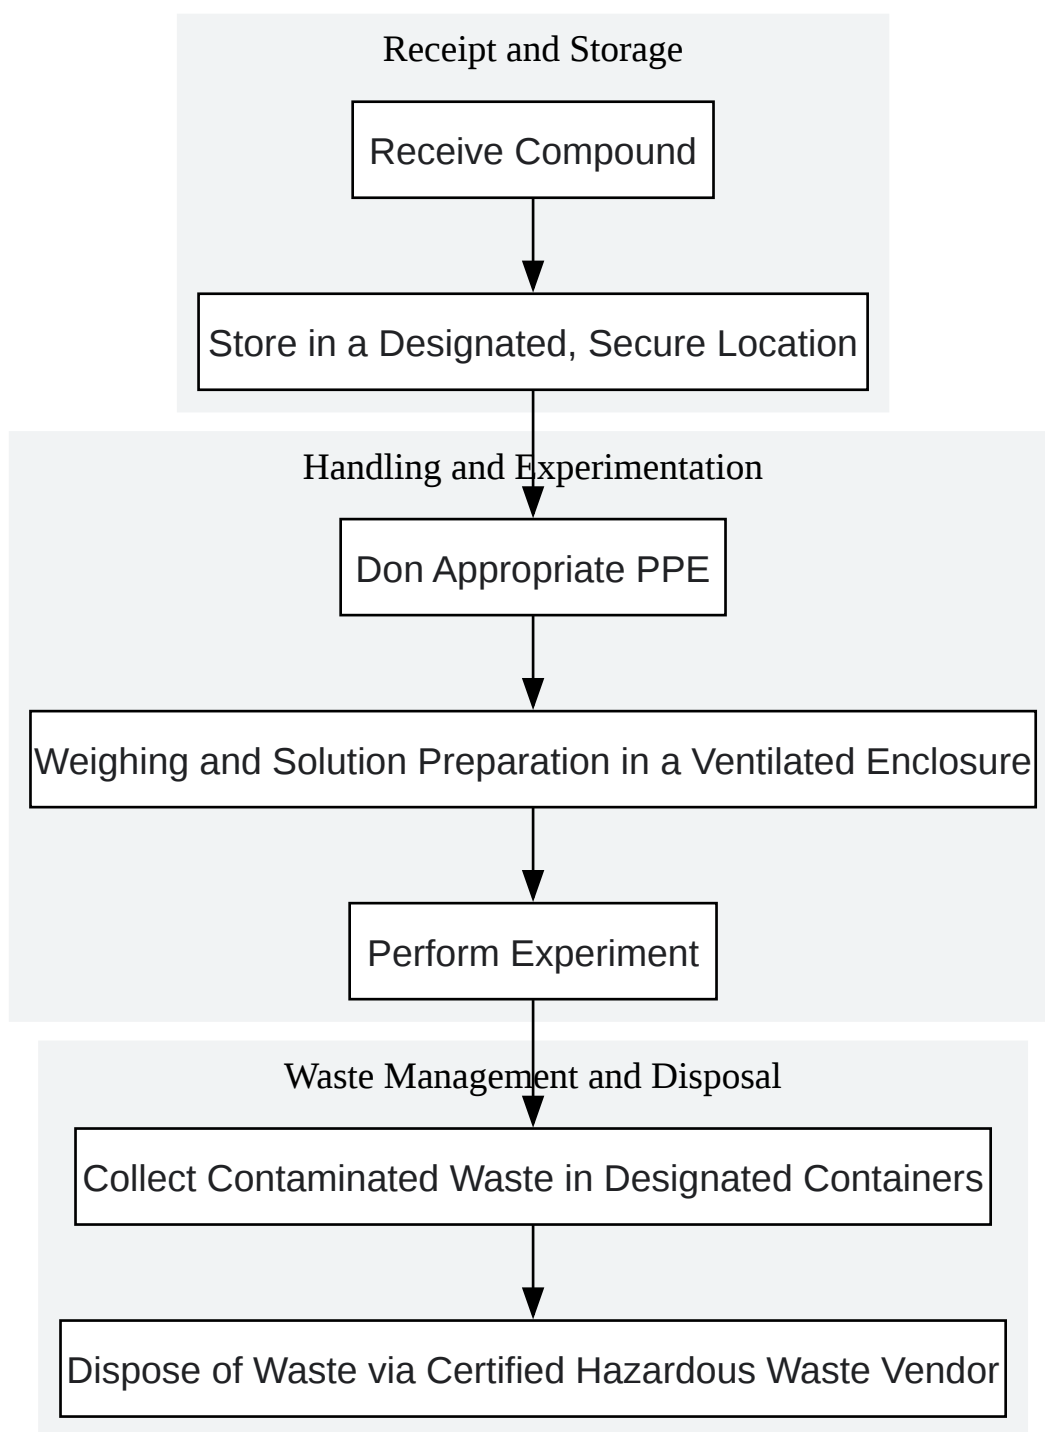 Receipt and Storage
Receive Compound
Store in a Designated, Secure Location
Handling and Experimentation
Don Appropriate PPE
Weighing and Solution Preparation in a Ventilated Enclosure
Perform Experiment
Waste Management and Disposal
Collect Contaminated Waste in Designated Containers
Dispose of Waste via Certified Hazardous Waste Vendor